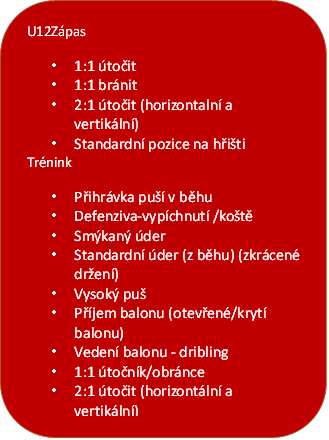 U12Zápas
• 1:1 útočit
• 1:1 bránit
• 2:1 útočit (horizontalní a
vertikální)
• Standardní pozice na hřišti
Trénink
• Přihrávka puší v běhu
• Defenziva-vypíchnutí /koště
• Smýkaný úder
• Standardní úder (z běhu) (zkrácené
držení)
• Vysoký puš
• Příjem balonu (otevřené/krytí
balonu)
• Vedení balonu - dribling
• 1:1 útočník/obránce
• 2:1 útočit (horizontální a
vertikální)